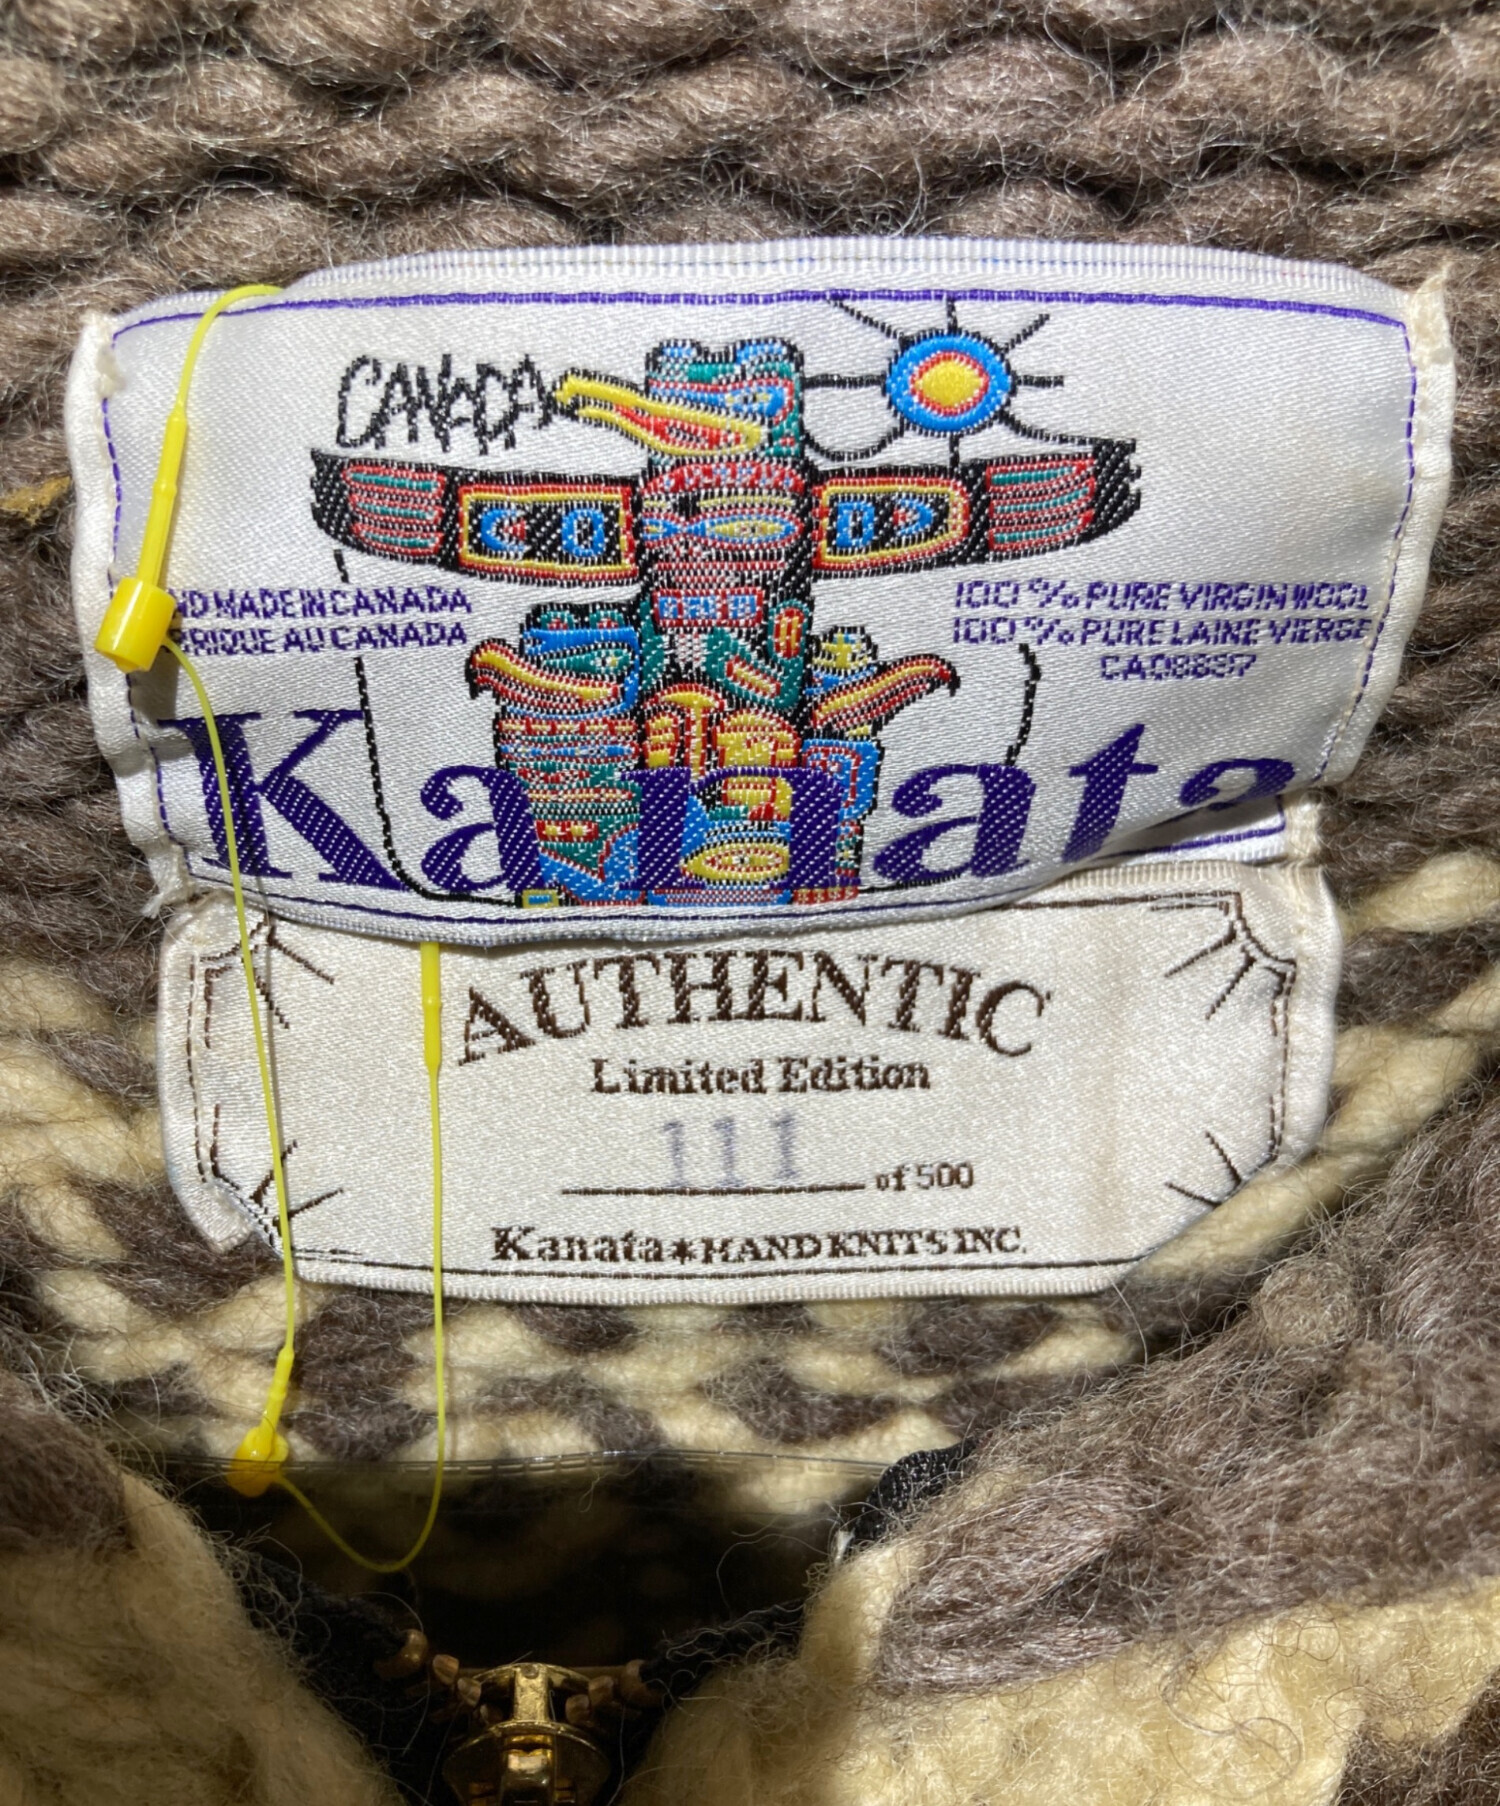 CANADA
ND MADE IN CANADA
BRIQUE AU CANADA
100 % PURE VIRGIN WOOL
100 % PURE LAINE VIERGE
CA08897
Kanata
AUTHENTIC
Limited Edition
111 of 500
Kanata*HAND KNITS INC.